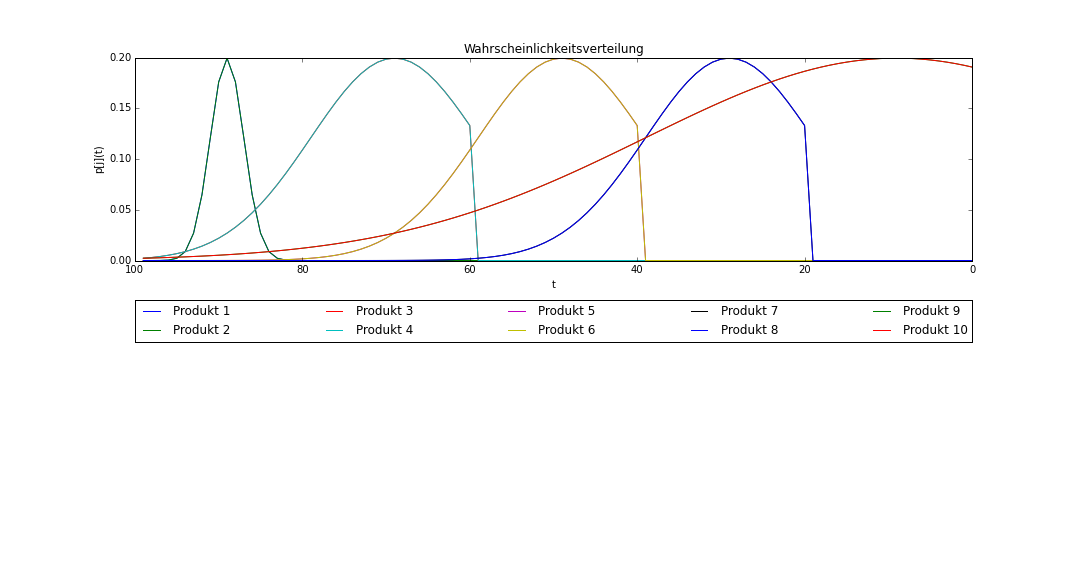 Wahrscheinlichkeitsverteilung
0.20
0.15
0.10
0.05
0.00
p[j](t)
100 80 60 40 20 0
t
Produkt 1 Produkt 3 Produkt 5 Produkt 7 Produkt 9
Produkt 2 Produkt 4 Produkt 6 Produkt 8 Produkt 10